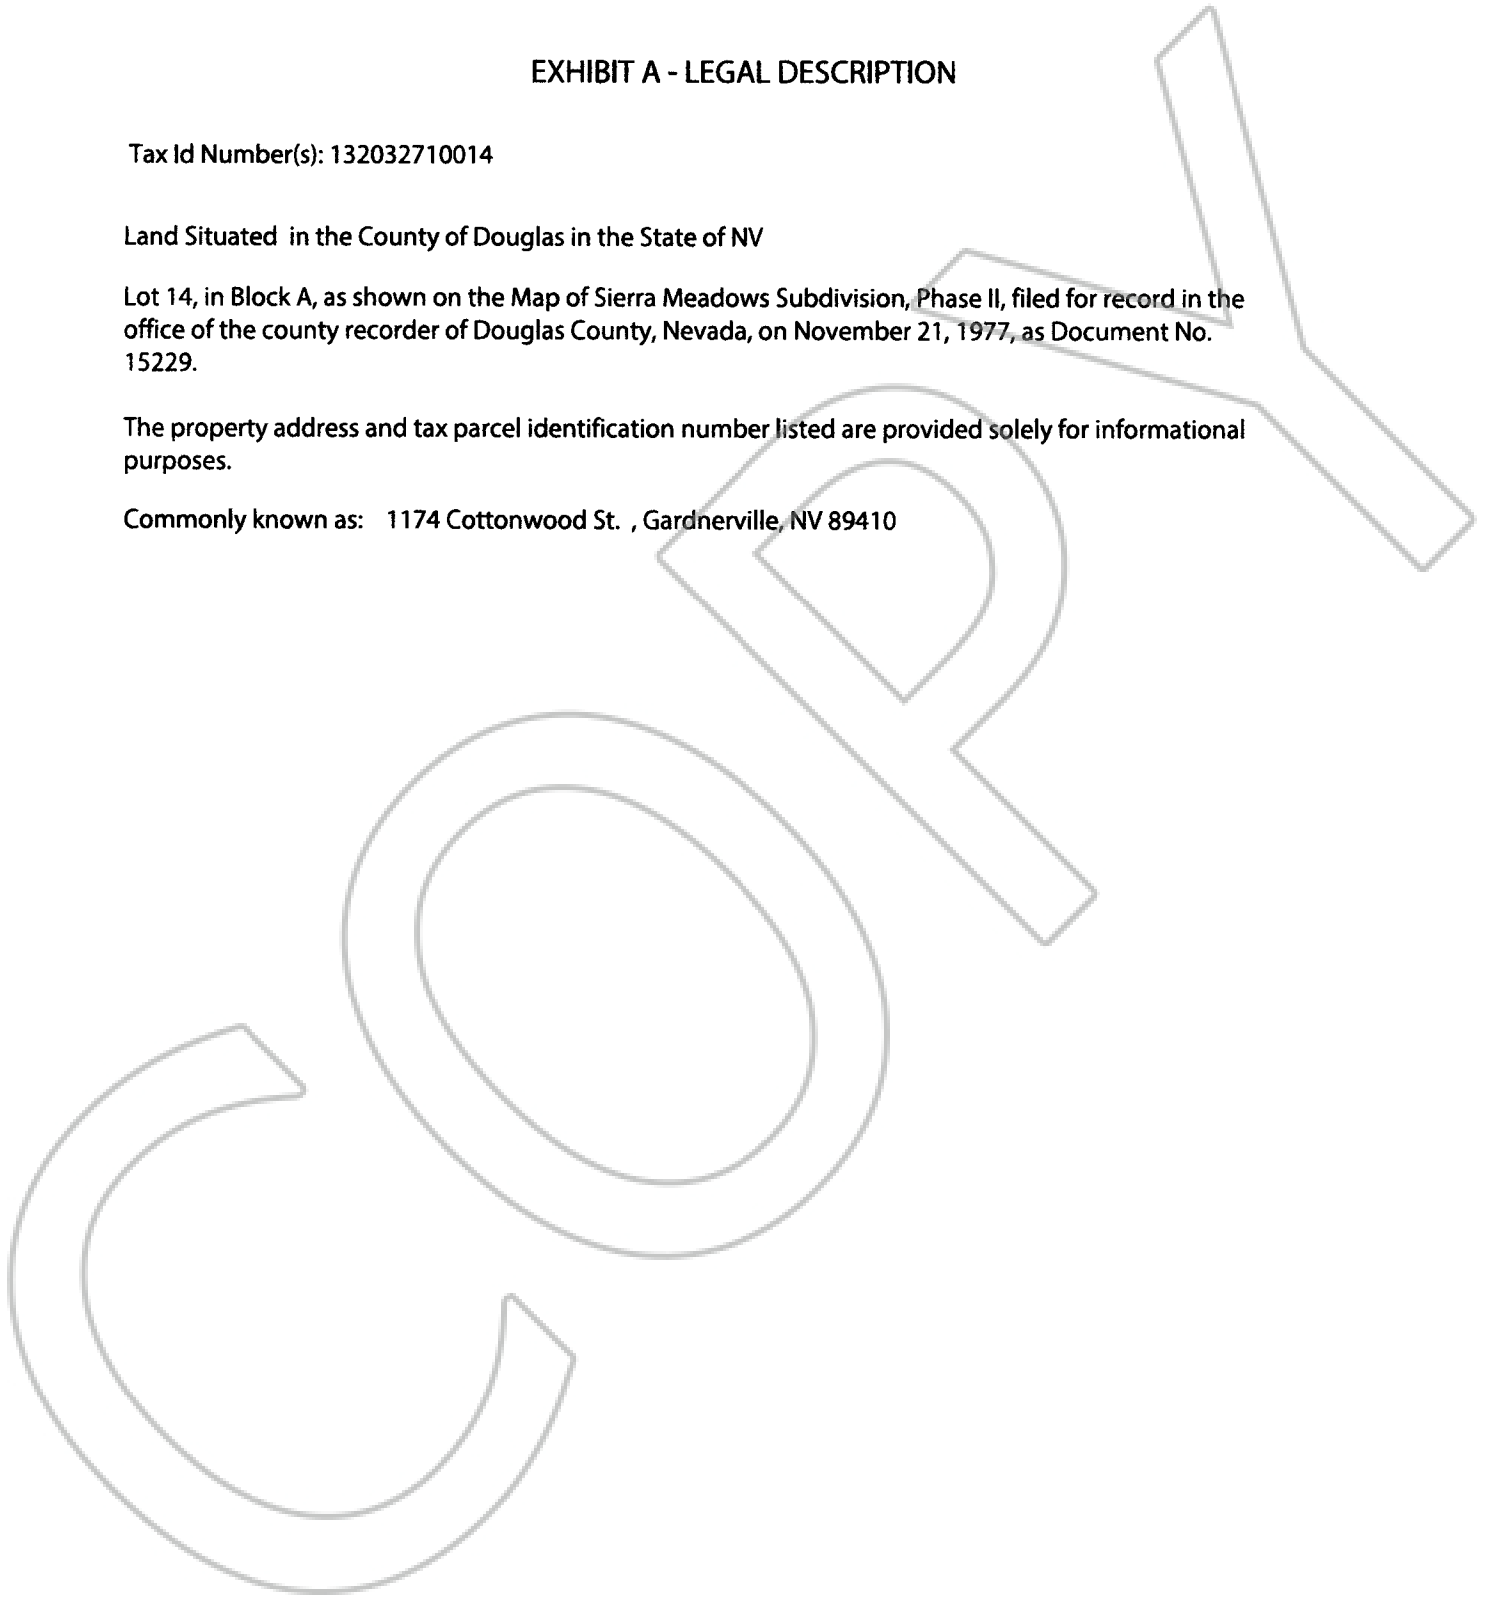 EXHIBIT A - LEGAL DESCRIPTION
Tax Id Number(s): 132032710014
Land Situated in the County of Douglas in the State of NV
Lot 14, in Block A, as shown on the Map of Sierra Meadows Subdivision, Phase II, filed for record in the
office of the county recorder of Douglas County, Nevada, on November 21, 1977, as Document No.
15229.
The property address and tax parcel identification number listed are provided solely for informational
purposes.
Commonly known as: 1174 Cottonwood St. , Gardnerville, NV 89410
COPY